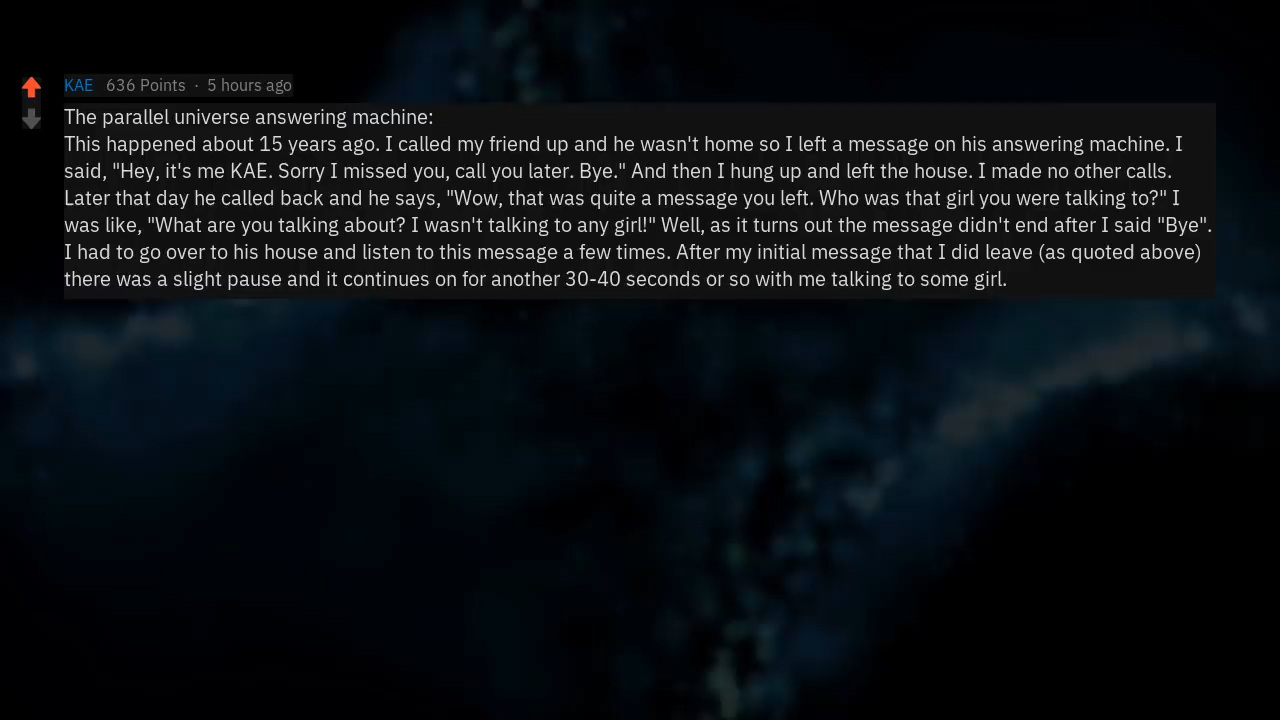 KAE 636 Points · 5 hours ago
The parallel universe answering machine:
This happened about 15 years ago. I called my friend up and he wasn't home so I left a message on his answering machine. I
said, "Hey, it's me KAE. Sorry I missed you, call you later. Bye." And then I hung up and left the house. I made no other calls.
Later that day he called back and he says, "Wow, that was quite a message you left. Who was that girl you were talking to?" I
was like, "What are you talking about? I wasn't talking to any girl!" Well, as it turns out the message didn't end after I said "Bye".
I had to go over to his house and listen to this message a few times. After my initial message that I did leave (as quoted above)
there was a slight pause and it continues on for another 30-40 seconds or so with me talking to some girl.